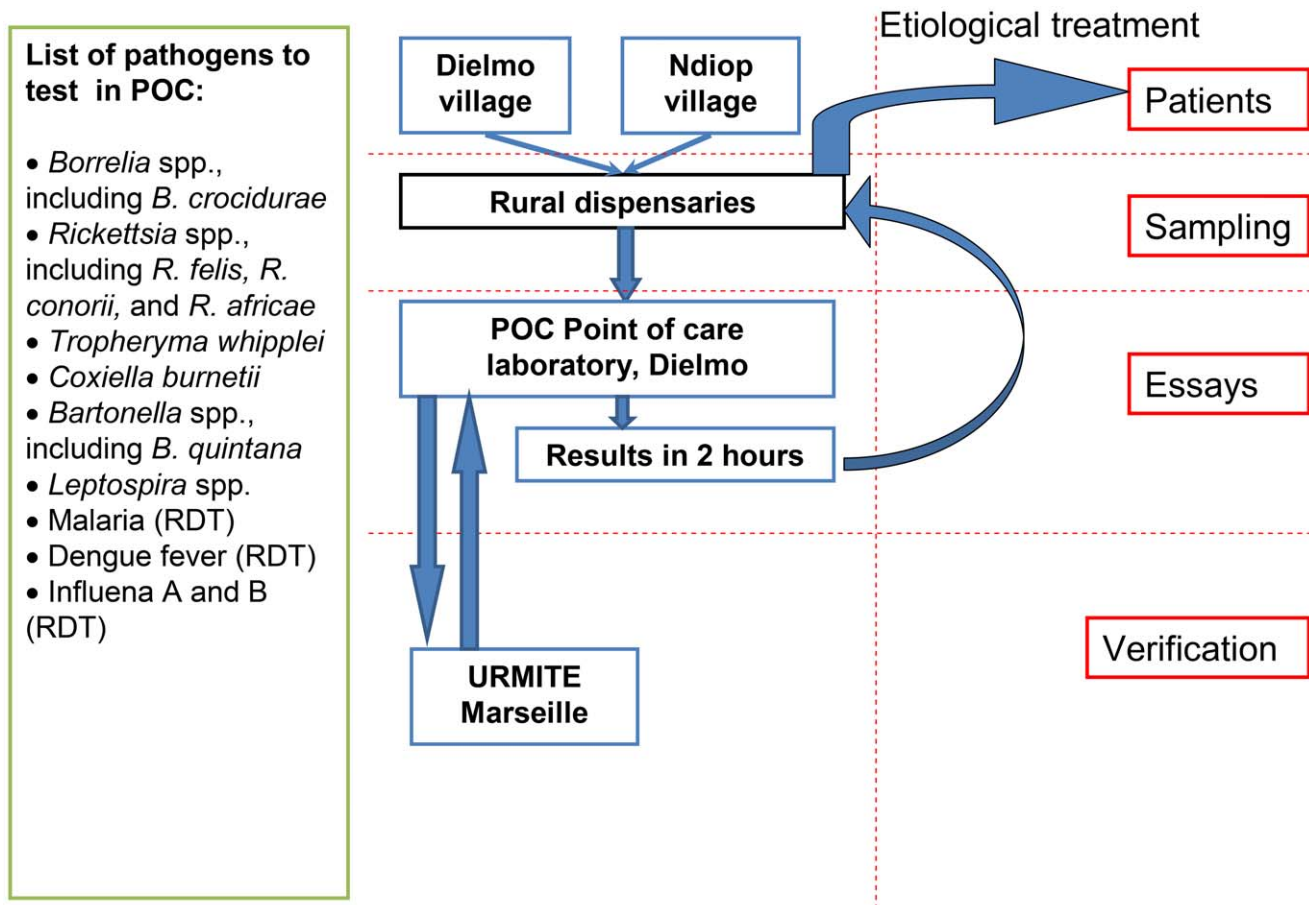 List of pathogens to
test in POC:
• Borrelia spp.,
including B. crocidurae
• Rickettsia spp.,
including R. felis, R.
conorii, and R. africae
• Tropheryma whipplei
• Coxiella burnetii
• Bartonella spp.,
including B. quintana
• Leptospira spp.
• Malaria (RDT)
• Dengue fever (RDT)
• Influena A and B
(RDT)
Dielmo
village
Ndiop
village
Etiological treatment
Patients
Rural dispensaries
Sampling
POC Point of care
laboratory, Dielmo
Essays
Results in 2 hours
Verification
URMITE
Marseille